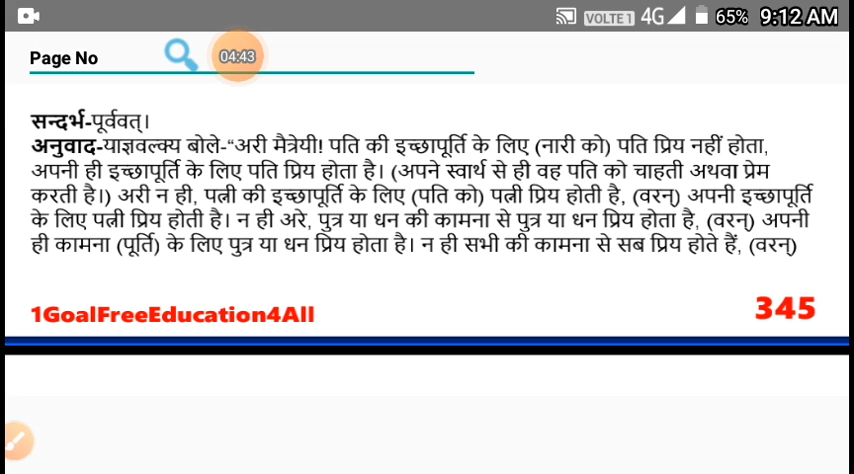 VOLTE 1 4G 65% 9:12 AM
Page No 04:43
सन्दर्भ-पूर्ववत्।
अनुवाद-याज्ञवल्क्य बोले-“अरी मैत्रेयी! पति की इच्छापूर्ति के लिए (नारी को) पति प्रिय नहीं होता,
अपनी ही इच्छापूर्ति के लिए पति प्रिय होता है। (अपने स्वार्थ से ही वह पति को चाहती अथवा प्रेम
करती है।) अरी न ही, पत्नी की इच्छापूर्ति के लिए (पति को) पत्नी प्रिय होती है, (वरन्) अपनी इच्छापूर्ति
के लिए पत्नी प्रिय होती है। न ही अरे, पुत्र या धन की कामना से पुत्र या धन प्रिय होता है, (वरन्) अपनी
ही कामना (पूर्ति) के लिए पुत्र या धन प्रिय होता है। न ही सभी की कामना से सब प्रिय होते हैं, (वरन्)
1GoalFreeEducation4All 345